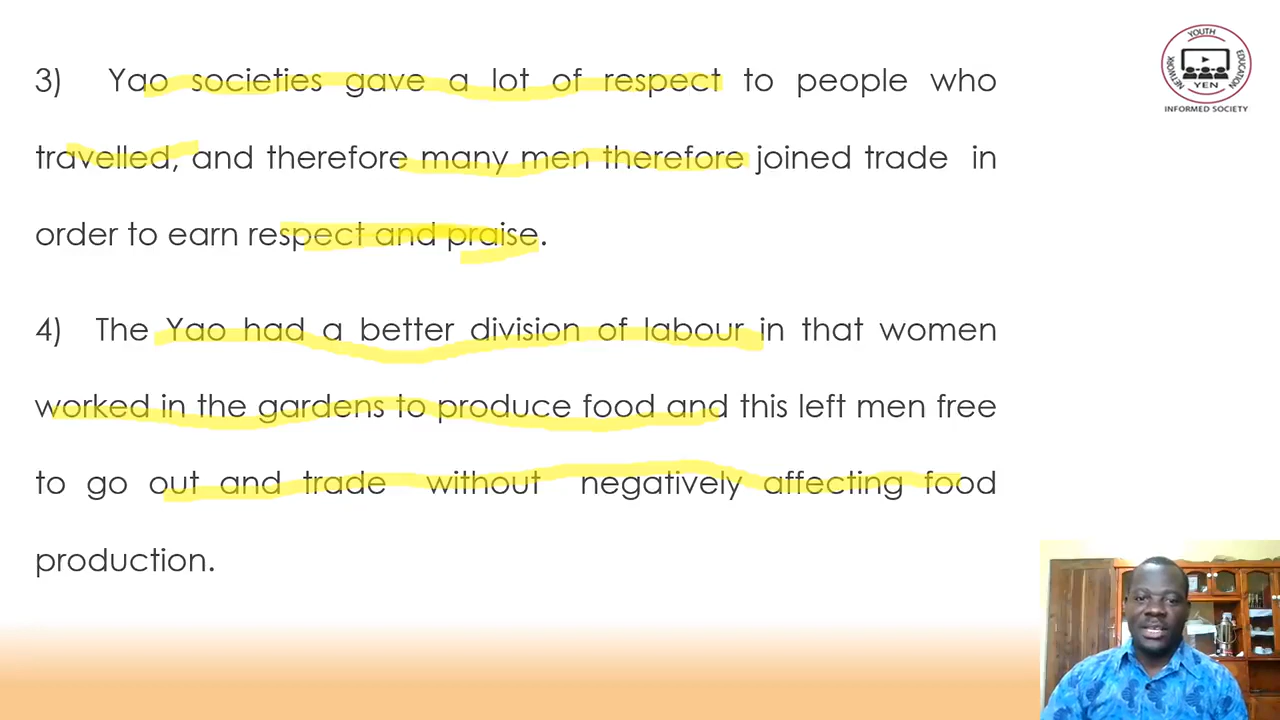 3) Yao societies gave a lot of respect to people who
travelled, and therefore many men therefore joined trade in
order to earn respect and praise.
4) The Yao had a better division of labour in that women
worked in the gardens to produce food and this left men free
to go out and trade without negatively affecting food
production.
YOUTH
EDUCATION
NETWORK
YEN
INFORMED SOCIETY